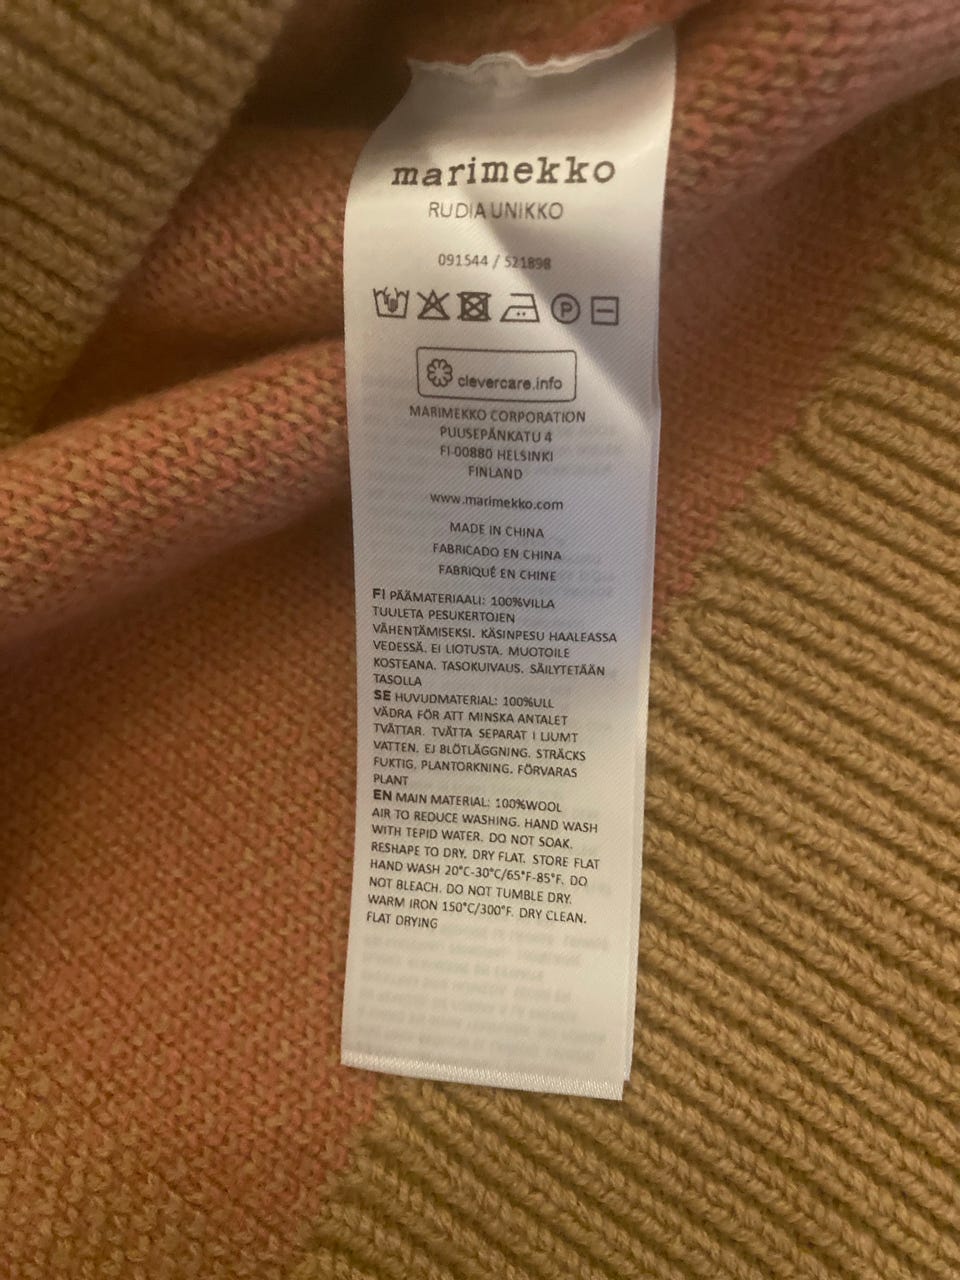 marimekko
RUDIA UNIKKO
091544 / 521898
P
clevercare.info
MARIMEKKO CORPORATION
PUUSEPÄNKATU 4
FI-00880 HELSINKI
FINLAND
www.marimekko.com
MADE IN CHINA
FABRICADO EN CHINA
FABRIQUÉ EN CHINE
FI PÄÄMATERIAALI: 100%VILLA
TUULETA PESUKERTOJEN
VÄHENTÄMISEKSI. KÄSINPESU HAALEASSA
VEDESSÄ. EI LIOTUSTA. MUOTOILE
KOSTEANA. TASOKUIVAUS. SÄILYTETÄÄN
TASOLLA
SE HUVUDMATERIAL: 100%ULL
VÄDRA FÖR ATT MINSKA ANTALET
TVÄTTAR. TVÄTTA SEPARAT I LJUMT
VATTEN. EJ BLÖTLÄGGNING. STRÄCKS
FUKTIG. PLANTORKNING. FÖRVARAS
PLANT
EN MAIN MATERIAL: 100%WOOL
AIR TO REDUCE WASHING. HAND WASH
WITH TEPID WATER. DO NOT SOAK.
RESHAPE TO DRY. DRY FLAT. STORE FLAT
HAND WASH 20°C-30°C/65°F-85°F. DO
NOT BLEACH. DO NOT TUMBLE DRY.
WARM IRON 150°C/300°F. DRY CLEAN.
FLAT DRYING